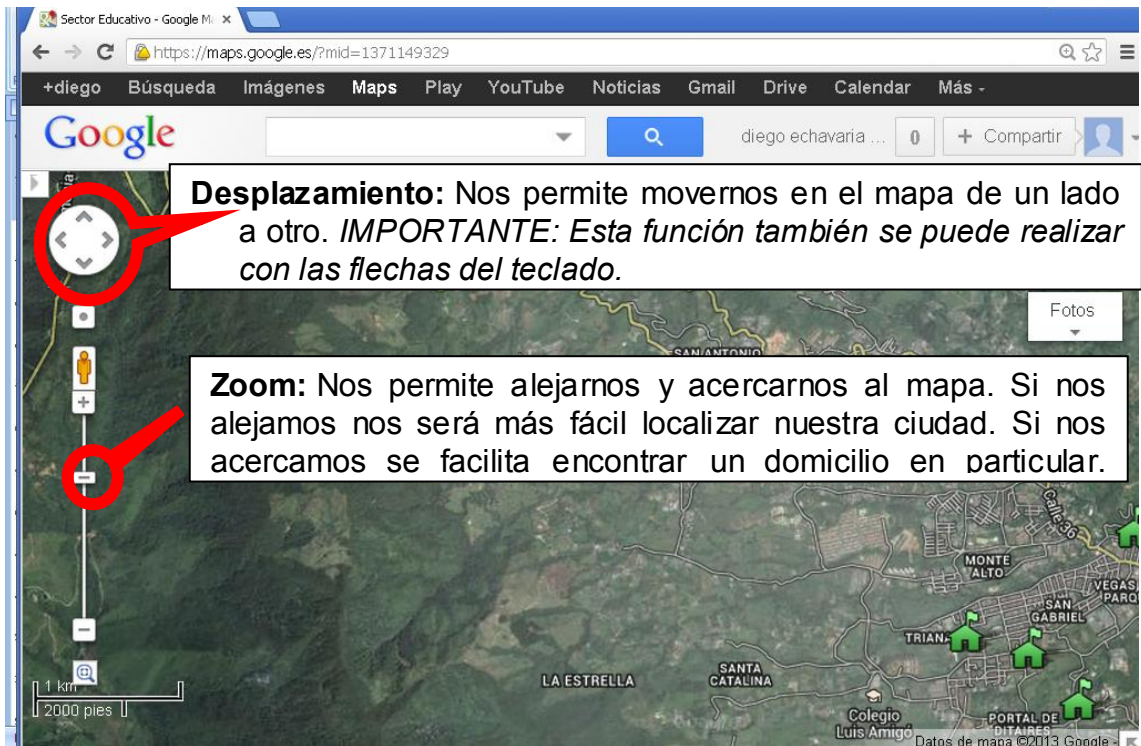 Sector Educativo - Google M
https://maps.google.es/?mid=1371149329
+diego Búsqueda Imágenes Maps Play YouTube Noticias Gmail Drive Calendar Más
Google diego echavaria ... 0 + Compartir
Desplazamiento: Nos permite movernos en el mapa de un lado
a otro. IMPORTANTE: Esta función también se puede realizar
con las flechas del teclado.
Fotos
SAN ANTONIO
Zoom: Nos permite alejarnos y acercarnos al mapa. Si nos
alejamos nos será más fácil localizar nuestra ciudad. Si nos
acercamos se facilita encontrar un domicilio en particular.
Calle 36
MONTE
ALTO
VEGAS
PARQ
SAN
GABRIEL
TRIANA
SANTA
CATALINA
LA ESTRELLA
1 km
2000 pies
Colegio
Luis Amigó
PORTAL DE
DITAIRES
Datos de mapa ©2013 Google -